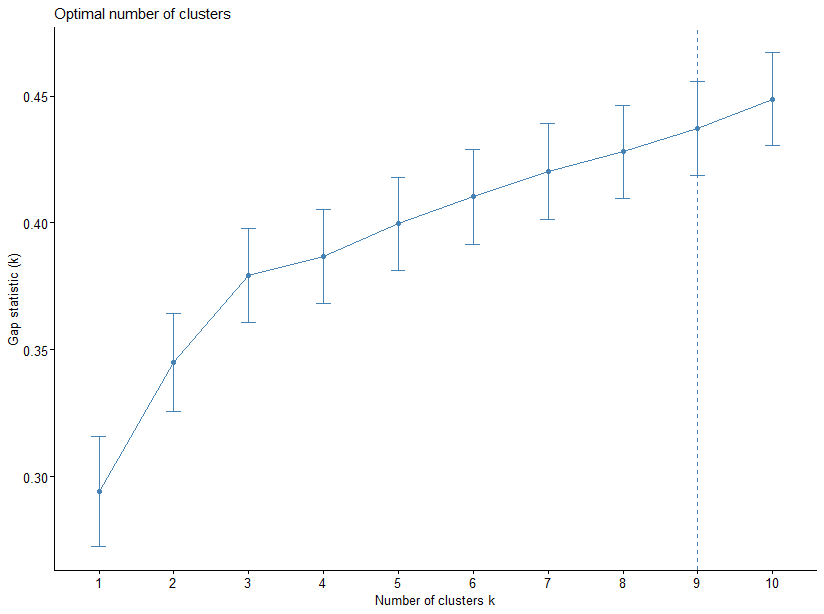 Optimal number of clusters
0.45
0.40
0.35
0.30
Gap statistic (k)
1 2 3 4 5 6 7 8 9 10
Number of clusters k